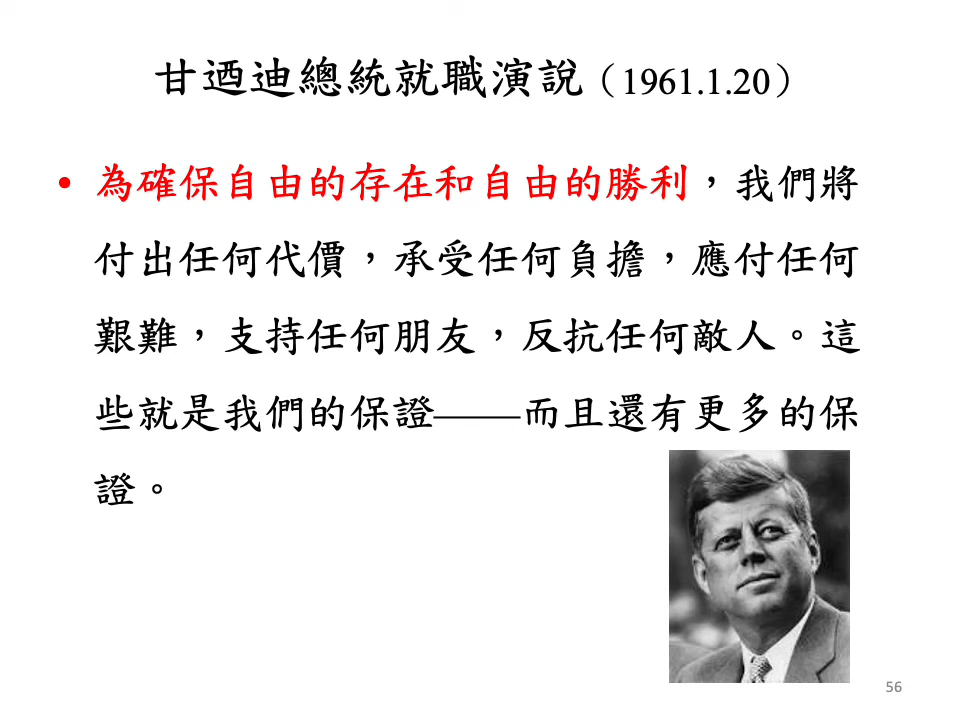 甘迺迪總統就職演說（1961.1.20）
• 為確保自由的存在和自由的勝利，我們將
付出任何代價，承受任何負擔，應付任何
艱難，支持任何朋友，反抗任何敵人。這
些就是我們的保證——而且還有更多的保
證。
56